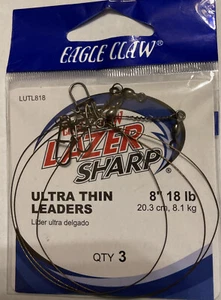 EAGLE CLAW
LUTL818
LAZER
SHARP
ULTRA THIN
LEADERS
Líder ultra delgado
8" 18 lb
20.3 cm, 8.1 kg
QTY 3